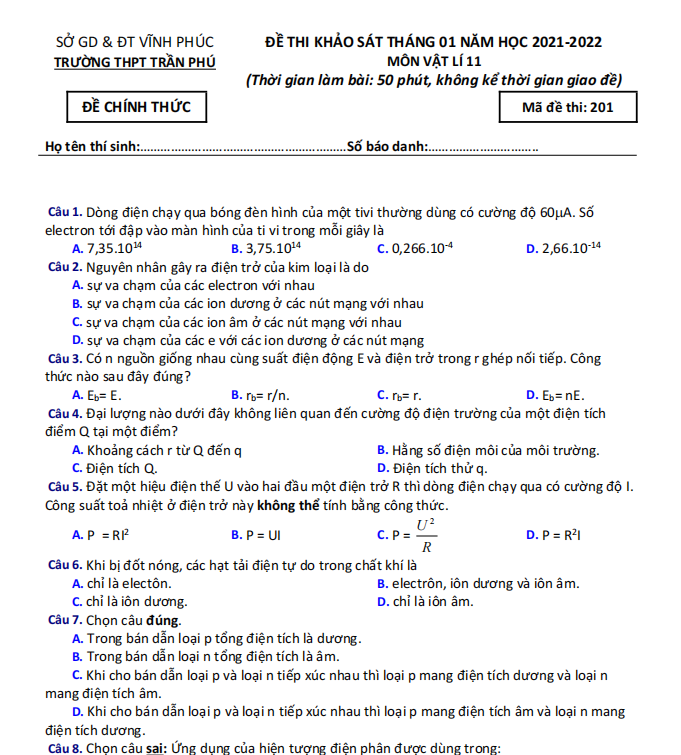 SỞ GD & ĐT VĨNH PHÚC
TRƯỜNG THPT TRẦN PHÚ
ĐỀ THI KHẢO SÁT THÁNG 01 NĂM HỌC 2021-2022
MÔN VẬT LÍ 11
(Thời gian làm bài: 50 phút, không kể thời gian giao đề)
ĐỀ CHÍNH THỨC
Mã đề thi: 201
Họ tên thí sinh:..............................................................Số báo danh:................................
Câu 1. Dòng điện chạy qua bóng đèn hình của một tivi thường dùng có cường độ 60µA. Số
electron tới đập vào màn hình của ti vi trong mỗi giây là
A. 7,35.10¹⁴ B. 3,75.10¹⁴ C. 0,266.10⁻⁴ D. 2,66.10⁻¹⁴
Câu 2. Nguyên nhân gây ra điện trở của kim loại là do
A. sự va chạm của các electron với nhau
B. sự va chạm của các ion dương ở các nút mạng với nhau
C. sự va chạm của các ion âm ở các nút mạng với nhau
D. sự va chạm của các e với các ion dương ở các nút mạng
Câu 3. Có n nguồn giống nhau cùng suất điện động E và điện trở trong r ghép nối tiếp. Công
thức nào sau đây đúng?
A. E_b= E. B. r_b= r/n. C. r_b= r. D. E_b= nE.
Câu 4. Đại lượng nào dưới đây không liên quan đến cường độ điện trường của một điện tích
điểm Q tại một điểm?
A. Khoảng cách r từ Q đến q B. Hằng số điện môi của môi trường.
C. Điện tích Q. D. Điện tích thử q.
Câu 5. Đặt một hiệu điện thế U vào hai đầu một điện trở R thì dòng điện chạy qua có cường độ I.
Công suất toả nhiệt ở điện trở này không thể tính bằng công thức.
A. P = RI² B. P = UI C. P = U²/R D. P = R²I
Câu 6. Khi bị đốt nóng, các hạt tải điện tự do trong chất khí là
A. chỉ là electôn. B. electrôn, iôn dương và iôn âm.
C. chỉ là iôn dương. D. chỉ là iôn âm.
Câu 7. Chọn câu đúng.
A. Trong bán dẫn loại p tổng điện tích là dương.
B. Trong bán dẫn loại n tổng điện tích là âm.
C. Khi cho bán dẫn loại p và loại n tiếp xúc nhau thì loại p mang điện tích dương và loại n
mang điện tích âm.
D. Khi cho bán dẫn loại p và loại n tiếp xúc nhau thì loại p mang điện tích âm và loại n mang
điện tích dương.
Câu 8. Chọn câu sai: Ứng dụng của hiện tượng điện phân được dùng trong: